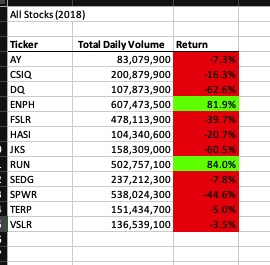 All Stocks (2018)
Ticker Total Daily Volume Return
AY 83,079,900 -7.3%
CSIQ 200,879,900 -16.3%
DQ 107,873,900 -62.6%
ENPH 607,473,500 81.9%
FSLR 478,113,900 -39.7%
HASI 104,340,600 -20.7%
JKS 158,309,000 -60.5%
RUN 502,757,100 84.0%
SEDG 237,212,300 -7.8%
SPWR 538,024,300 -44.6%
TERP 151,434,700 -5.0%
VSLR 136,539,100 -3.5%